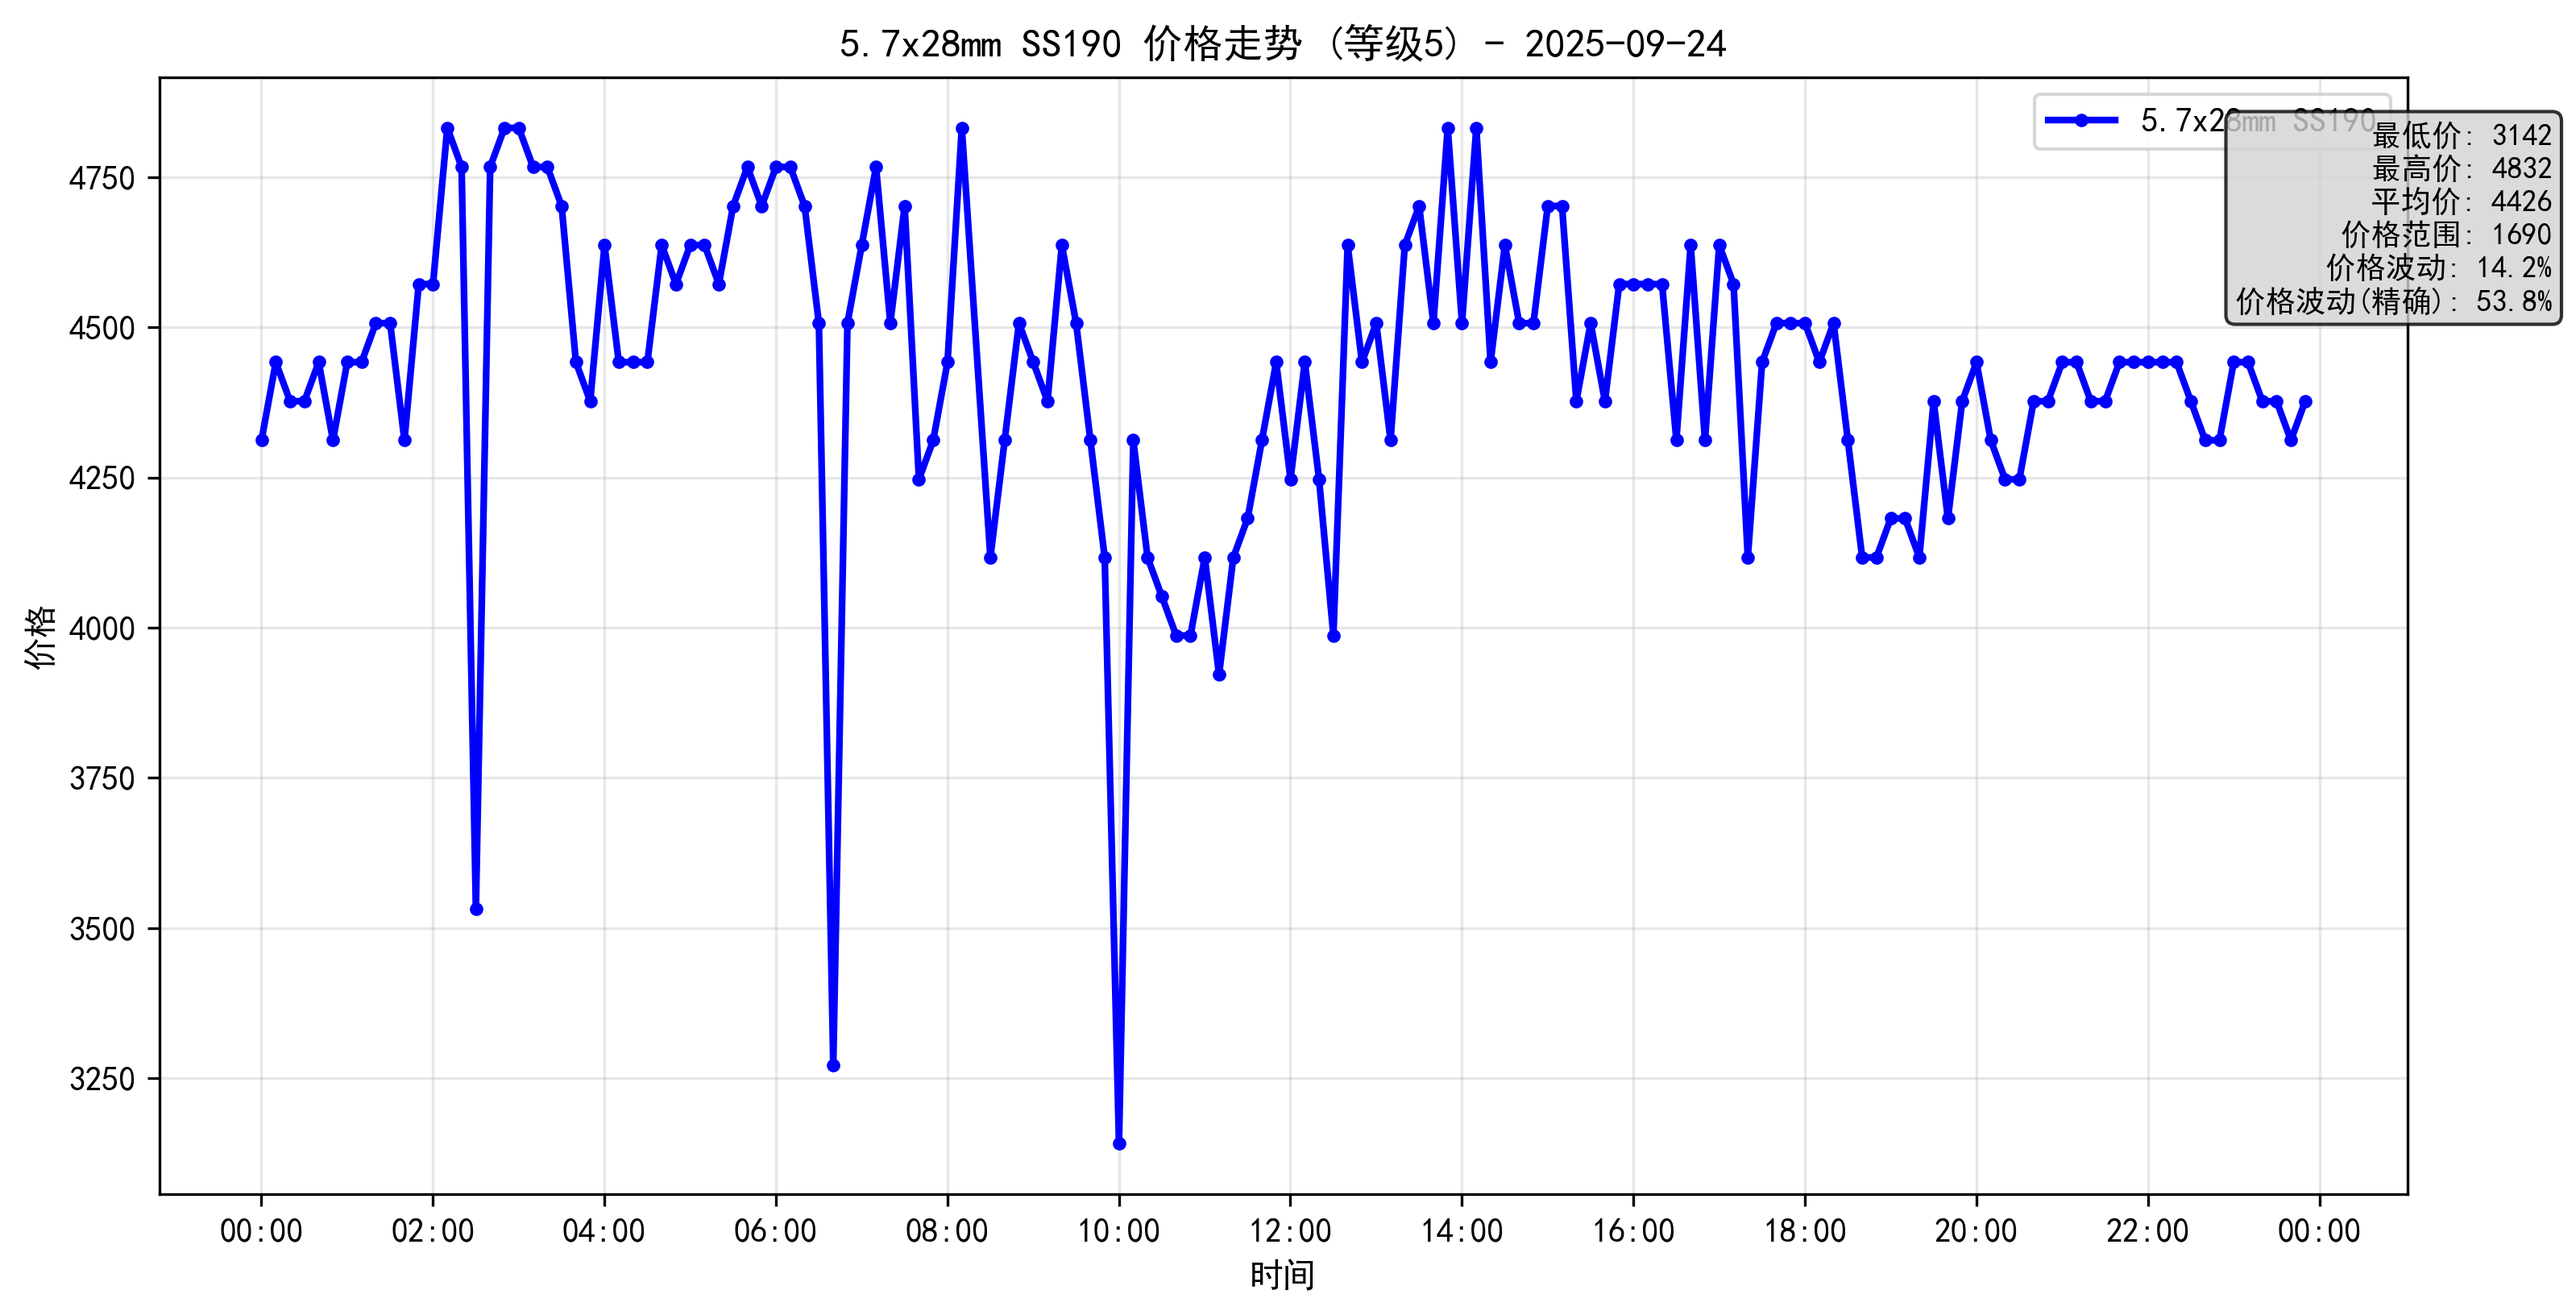 5.7x28mm SS190 价格走势 (等级5) - 2025-09-24
5.7x28mm SS190
最低价: 3142
最高价: 4832
平均价: 4426
价格范围: 1690
价格波动: 14.2%
价格波动(精确): 53.8%
4750
4500
4250
4000
3750
3500
3250
价格
00:00 02:00 04:00 06:00 08:00 10:00 12:00 14:00 16:00 18:00 20:00 22:00 00:00
时间